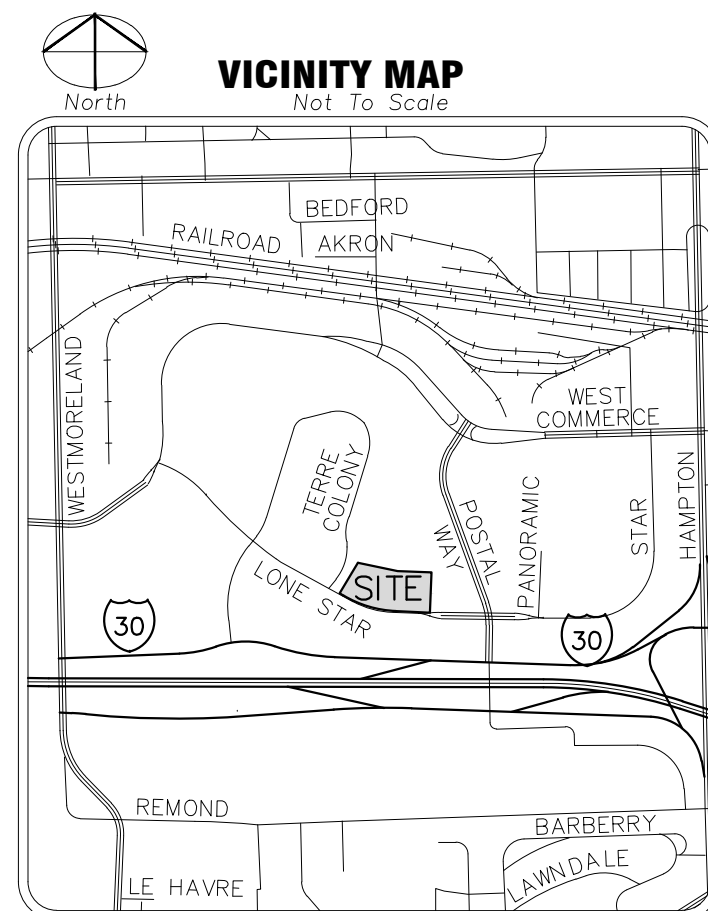 VICINITY MAP
North
Not To Scale
BEDFORD
RAILROAD
AKRON
WESTMORELAND
WEST
COMMERCE
TERRE
COLONY
POSTAL
WAY
PANORAMIC
STAR
HAMPTON
SITE
LONE STAR
30
30
REMOND
BARBERRY
LAWNDALE
LE HAVRE